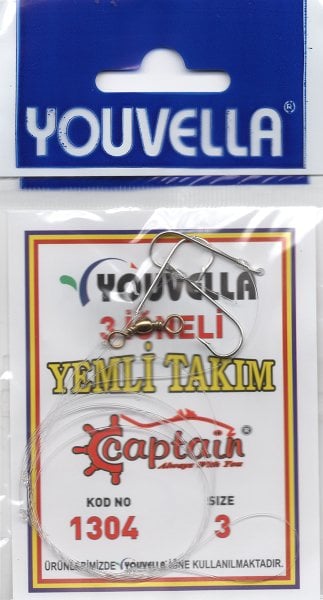 YOUVELLA®
YOUVELLA
3 İĞNELİ
YEMLİ TAKIM
captain®
Always With You
KOD NO
SIZE
1304
3
ÜRÜNLERİMİZDE YOUVELLA İĞNE KULLANILMAKTADIR.